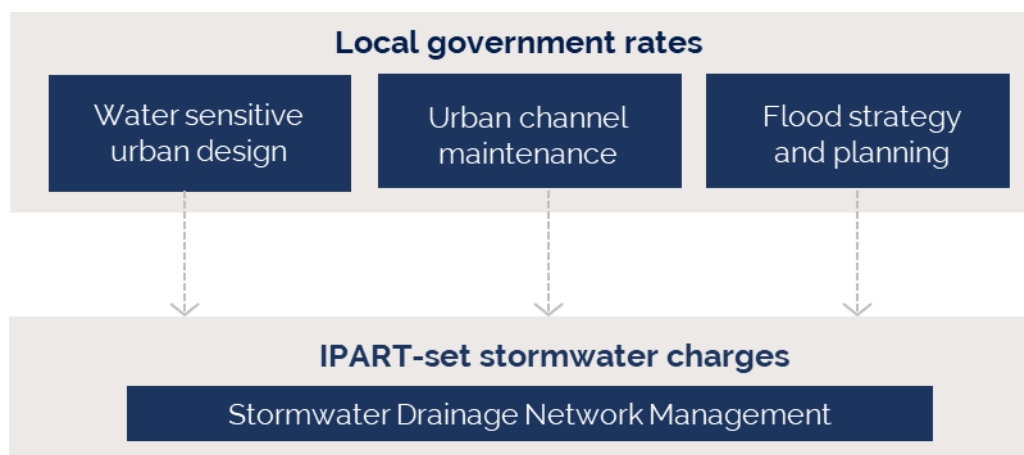 Local government rates
Water sensitive
urban design
Urban channel
maintenance
Flood strategy
and planning
IPART-set stormwater charges
Stormwater Drainage Network Management